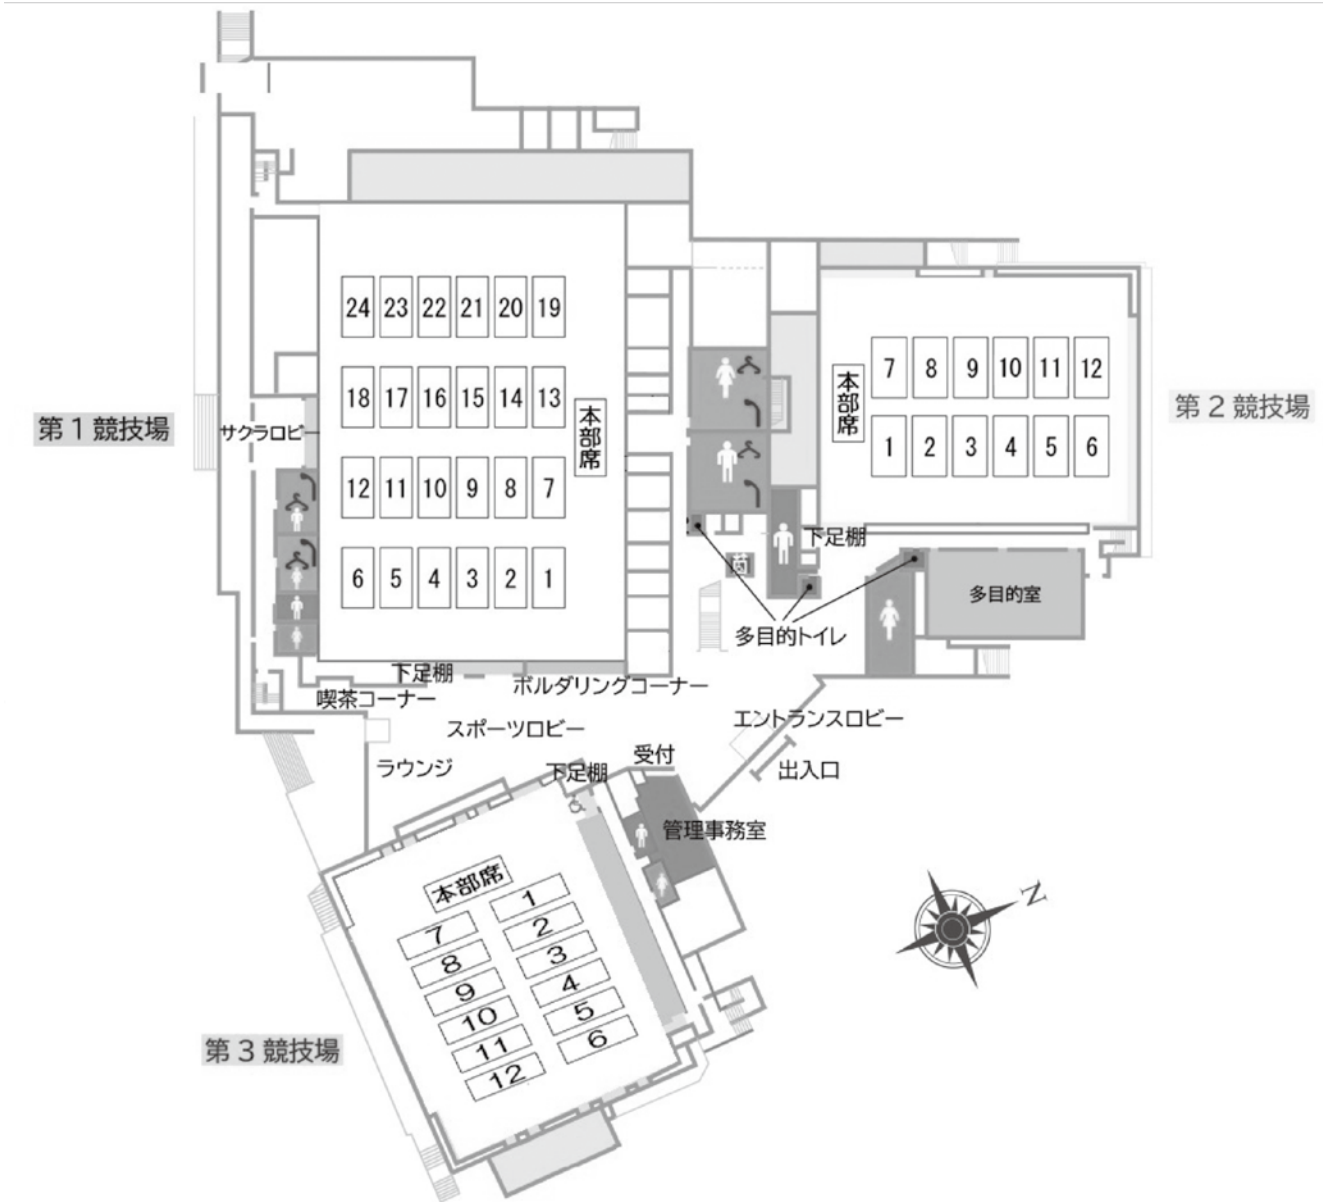 24 23 22 21 20 19
18 17 16 15 14 13
本部席
12 11 10 9 8 7
6 5 4 3 2 1
第1競技場
サクラロビー
7 8 9 10 11 12
本部席
1 2 3 4 5 6
第2競技場
下足棚
多目的室
多目的トイレ
下足棚
ボルダリングコーナー
喫茶コーナー
スポーツロビー
エントランスロビー
ラウンジ
下足棚
受付
出入口
管理事務室
本部席
1
7
2
8
3
9
4
10
5
11
6
12
第3競技場
N